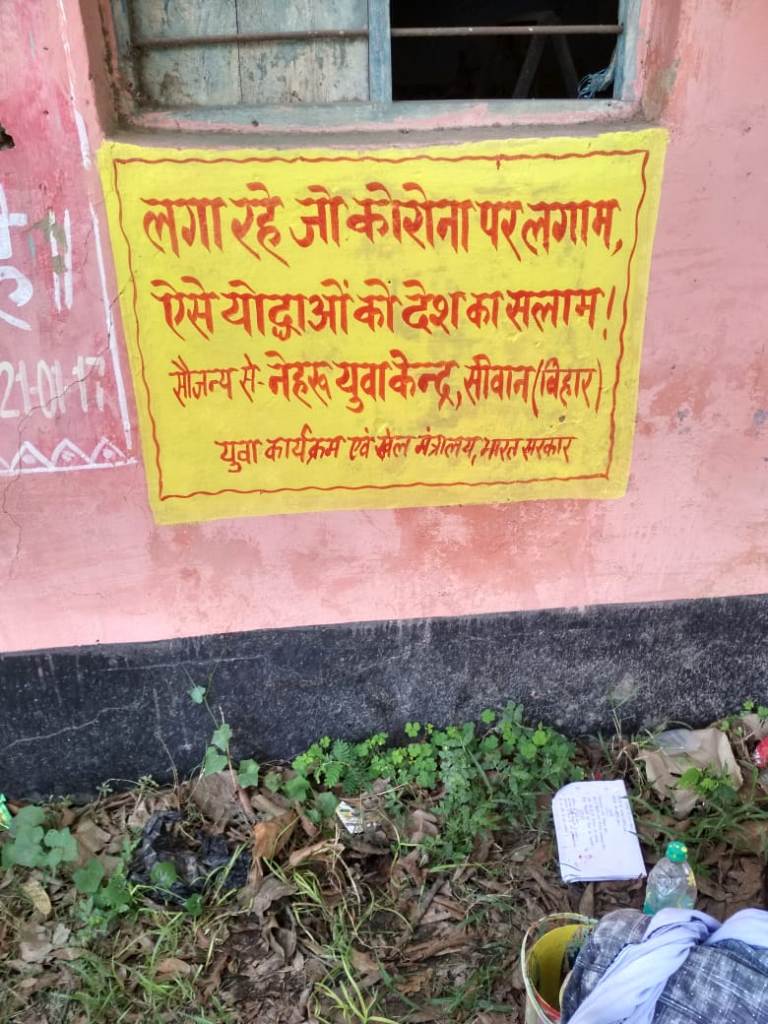 लगा रहे जो कोरोना पर लगाम,
ऐसे योद्धाओं को देश का सलाम!
सौजन्य से- नेहरू युवा केन्द्र, सीवान (बिहार)
युवा कार्यक्रम एवं खेल मंत्रालय, भारत सरकार
21-01-17